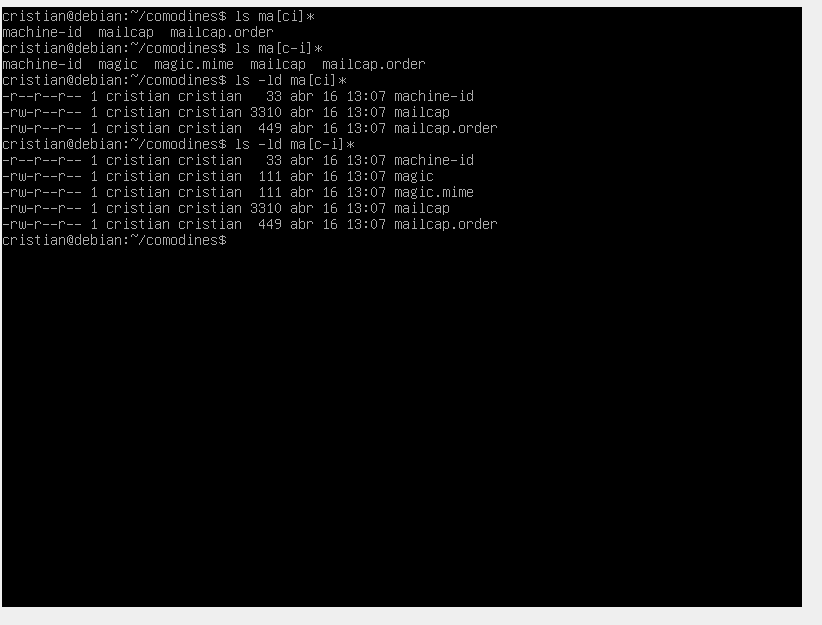 cristian@debian:~/comodines$ ls ma[ci]*
machine-id  mailcap  mailcap.order
cristian@debian:~/comodines$ ls ma[c-i]*
machine-id  magic  magic.mime  mailcap  mailcap.order
cristian@debian:~/comodines$ ls -ld ma[ci]*
-r--r--r-- 1 cristian cristian   33 abr 16 13:07 machine-id
-rw-r--r-- 1 cristian cristian 3310 abr 16 13:07 mailcap
-rw-r--r-- 1 cristian cristian  449 abr 16 13:07 mailcap.order
cristian@debian:~/comodines$ ls -ld ma[c-i]*
-r--r--r-- 1 cristian cristian   33 abr 16 13:07 machine-id
-rw-r--r-- 1 cristian cristian  111 abr 16 13:07 magic
-rw-r--r-- 1 cristian cristian  111 abr 16 13:07 magic.mime
-rw-r--r-- 1 cristian cristian 3310 abr 16 13:07 mailcap
-rw-r--r-- 1 cristian cristian  449 abr 16 13:07 mailcap.order
cristian@debian:~/comodines$